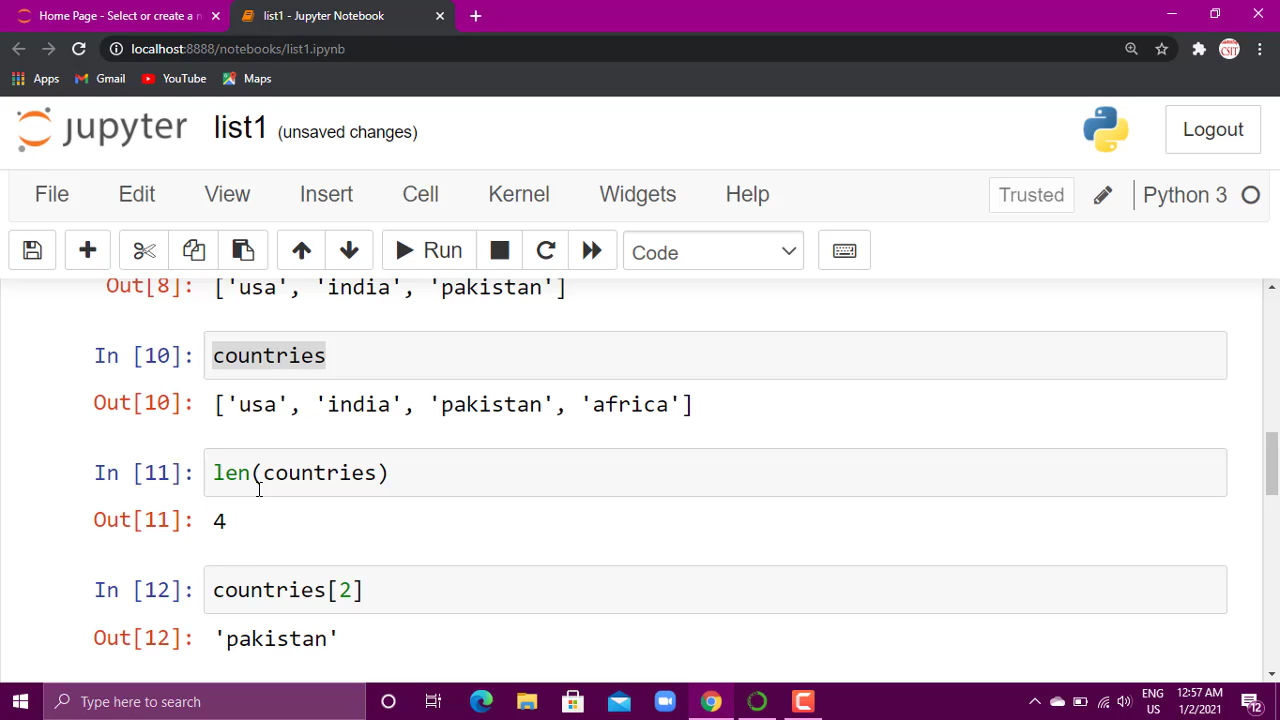 Home Page - Select or create a n
list1 - Jupyter Notebook
localhost:8888/notebooks/list1.ipynb
Apps
Gmail
YouTube
Maps
CSIT
jupyter
list1 (unsaved changes)
Logout
File
Edit
View
Insert
Cell
Kernel
Widgets
Help
Trusted
Python 3
Run
Code
Out[8]: ['usa', 'india', 'pakistan']
In [10]: countries
Out[10]: ['usa', 'india', 'pakistan', 'africa']
In [11]: len(countries)
Out[11]: 4
In [12]: countries[2]
Out[12]: 'pakistan'
Type here to search
ENG
US
12:57 AM
1/2/2021
12